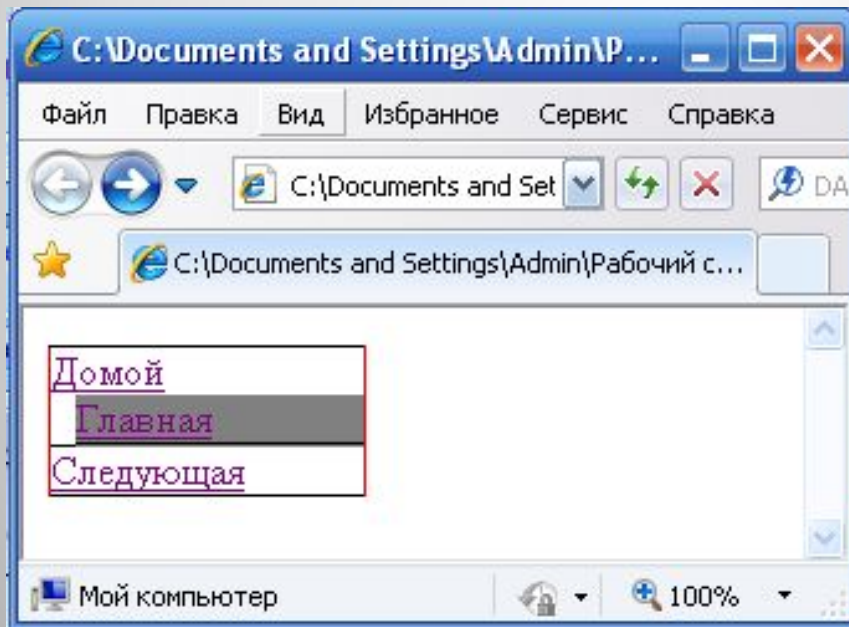 C:\Documents and Settings\Admin\Р...
Файл Правка Вид Избранное Сервис Справка
C:\Documents and Set DA
C:\Documents and Settings\Admin\Рабочий с...
Домой
Главная
Следующая
Мой компьютер 100%